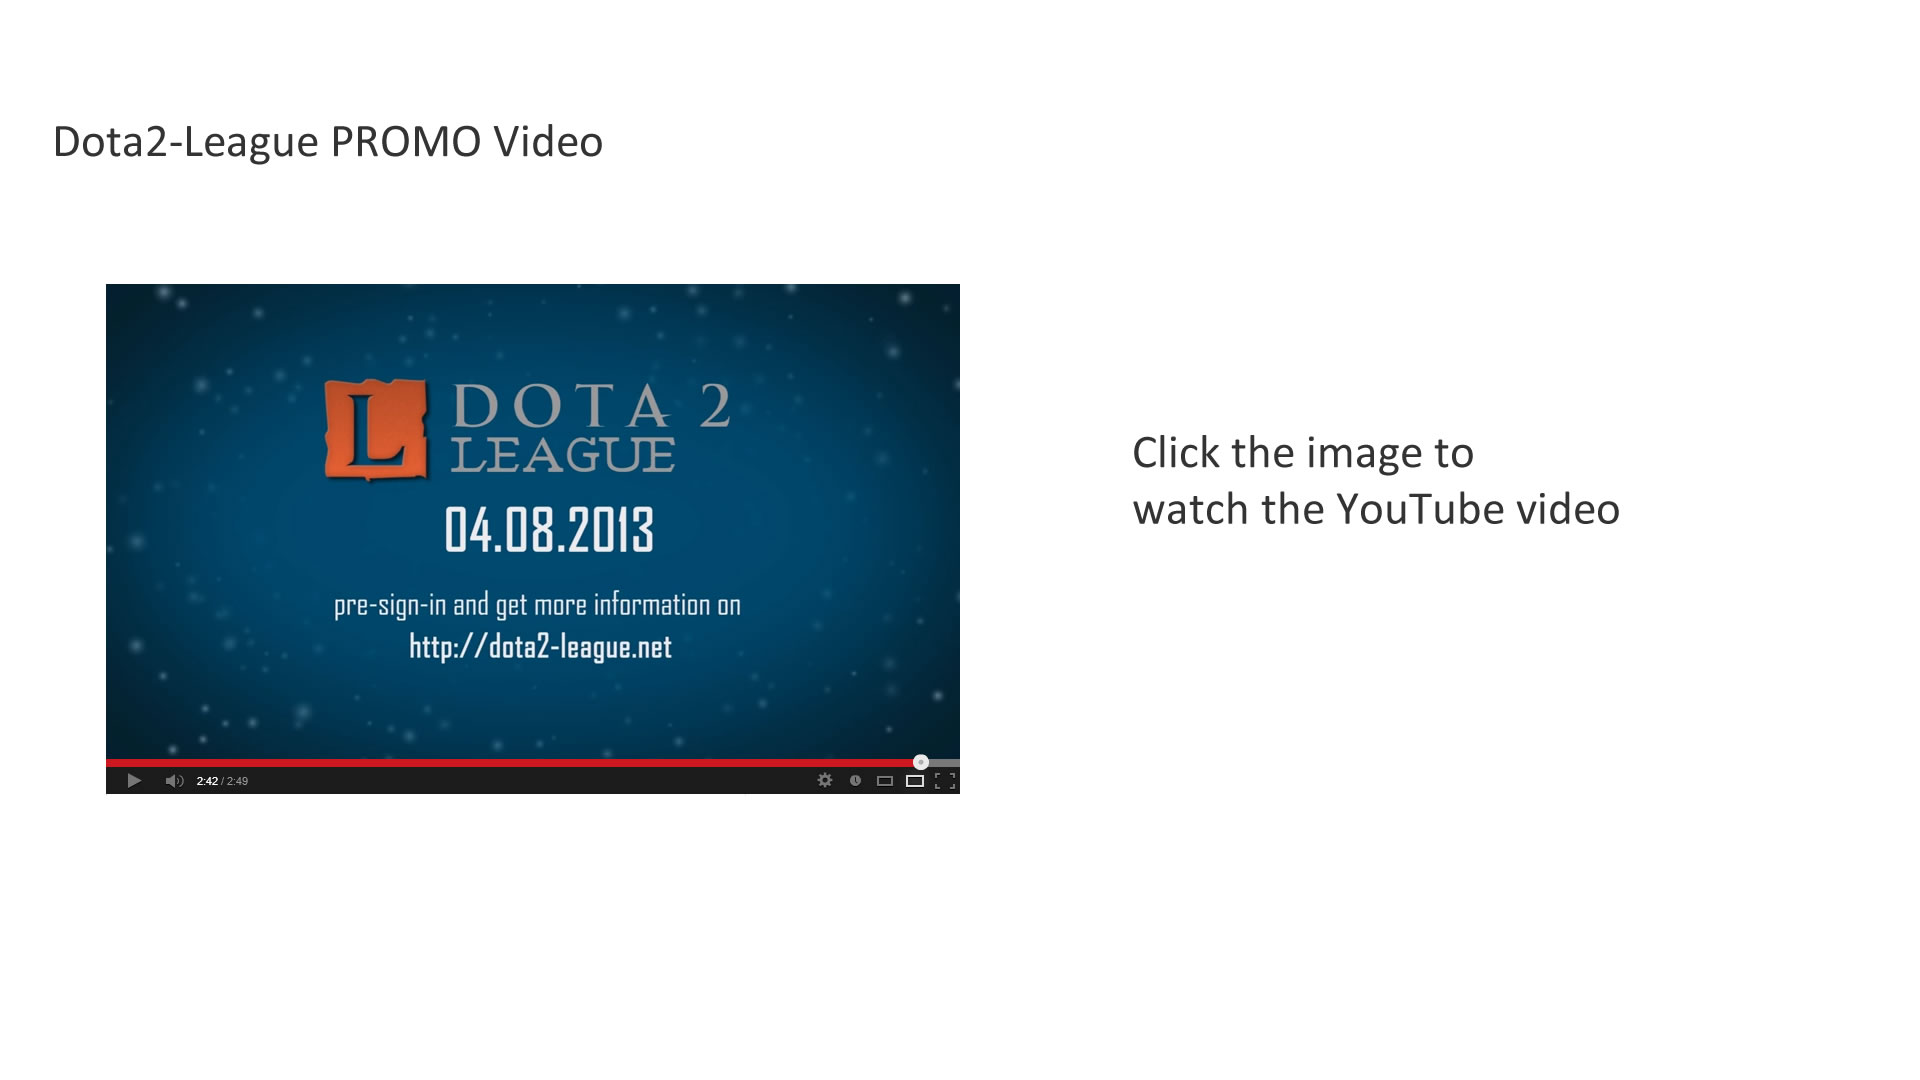 Dota2-League PROMO Video
L DOTA 2
LEAGUE
04.08.2013
pre-sign-in and get more information on
http://dota2-league.net
2:42 / 2:49
Click the image to
watch the YouTube video